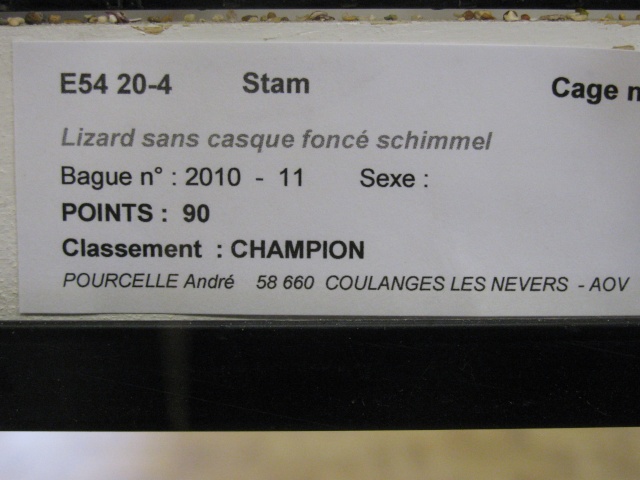 E54 20-4 Stam Cage n
Lizard sans casque foncé schimmel
Bague n° : 2010 - 11 Sexe :
POINTS : 90
Classement : CHAMPION
POURCELLE André 58 660 COULANGES LES NEVERS - AOV